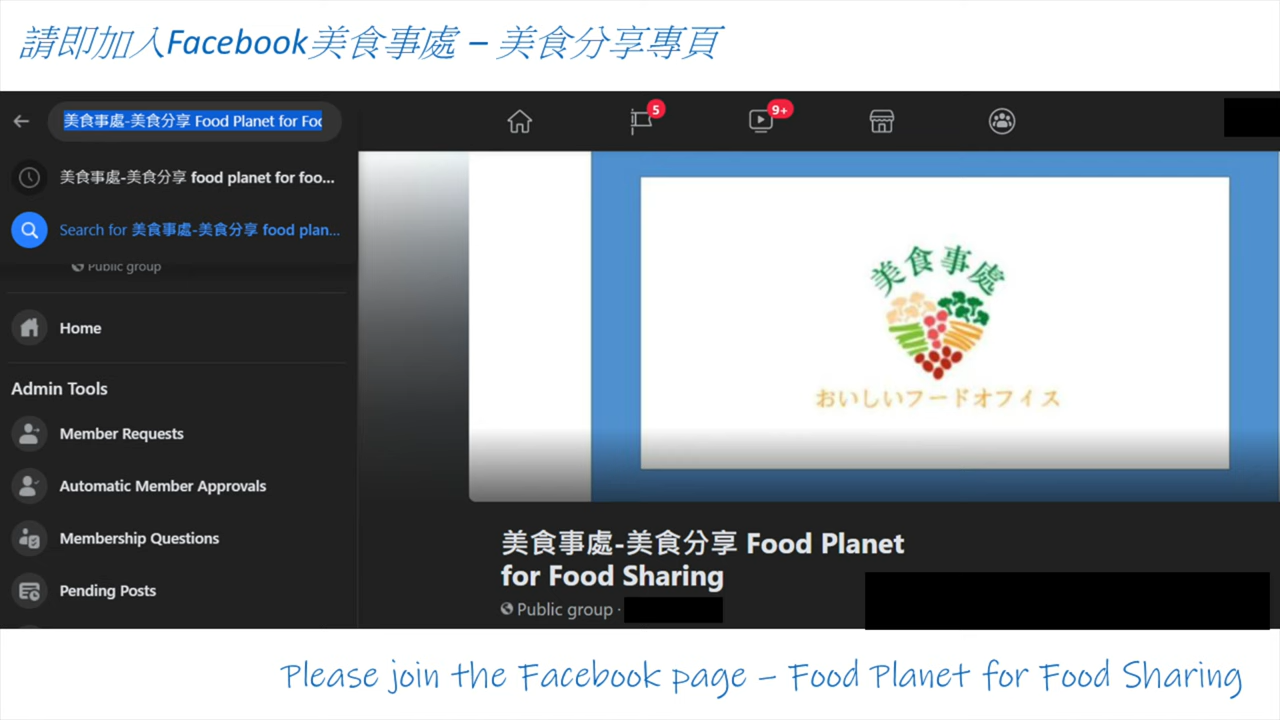 請即加入Facebook美食事處 – 美食分享專頁
美食事處-美食分享 Food Planet for Foo
5
9+
美食事處-美食分享 food planet for foo...
Search for 美食事處-美食分享 food plan...
Public group
Home
Admin Tools
Member Requests
Automatic Member Approvals
Membership Questions
Pending Posts
美食事處
おいしいフードオフィス
美食事處-美食分享 Food Planet
for Food Sharing
Public group ·
Please join the Facebook page – Food Planet for Food Sharing